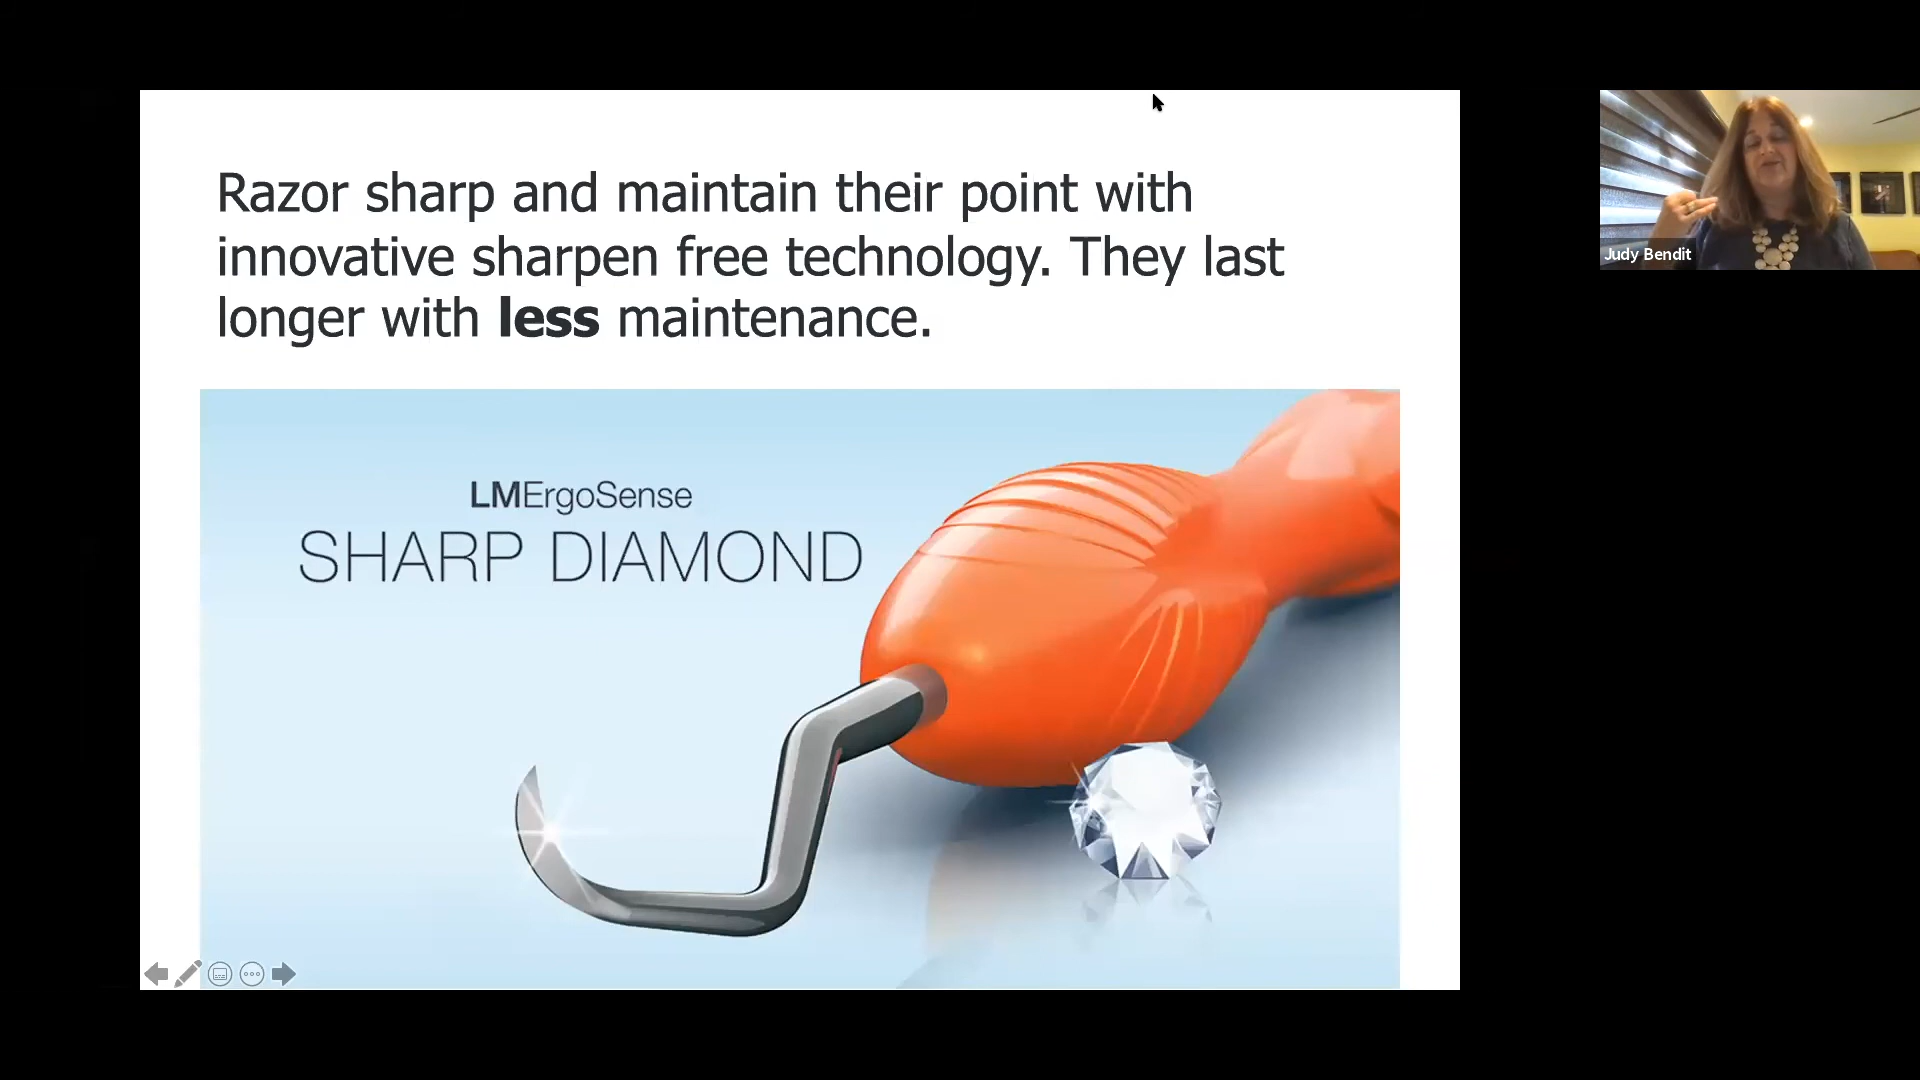 Razor sharp and maintain their point with
innovative sharpen free technology. They last
longer with less maintenance.
LMErgoSense
SHARP DIAMOND
Judy Bendit